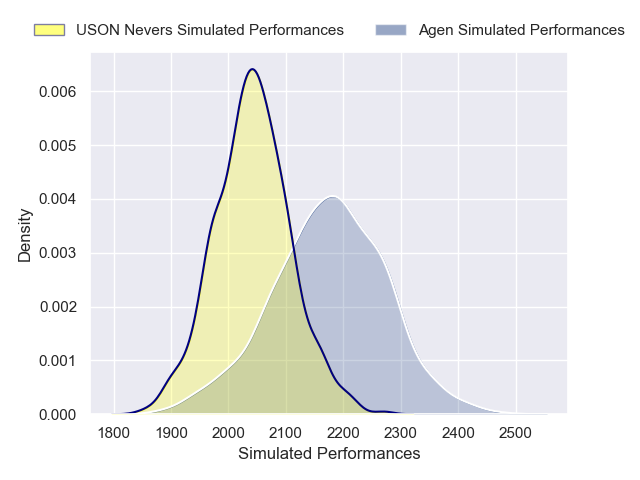 USON Nevers Simulated Performances
Agen Simulated Performances
0.006
0.005
0.004
0.003
0.002
0.001
0.000
Density
1800 1900 2000 2100 2200 2300 2400 2500
Simulated Performances